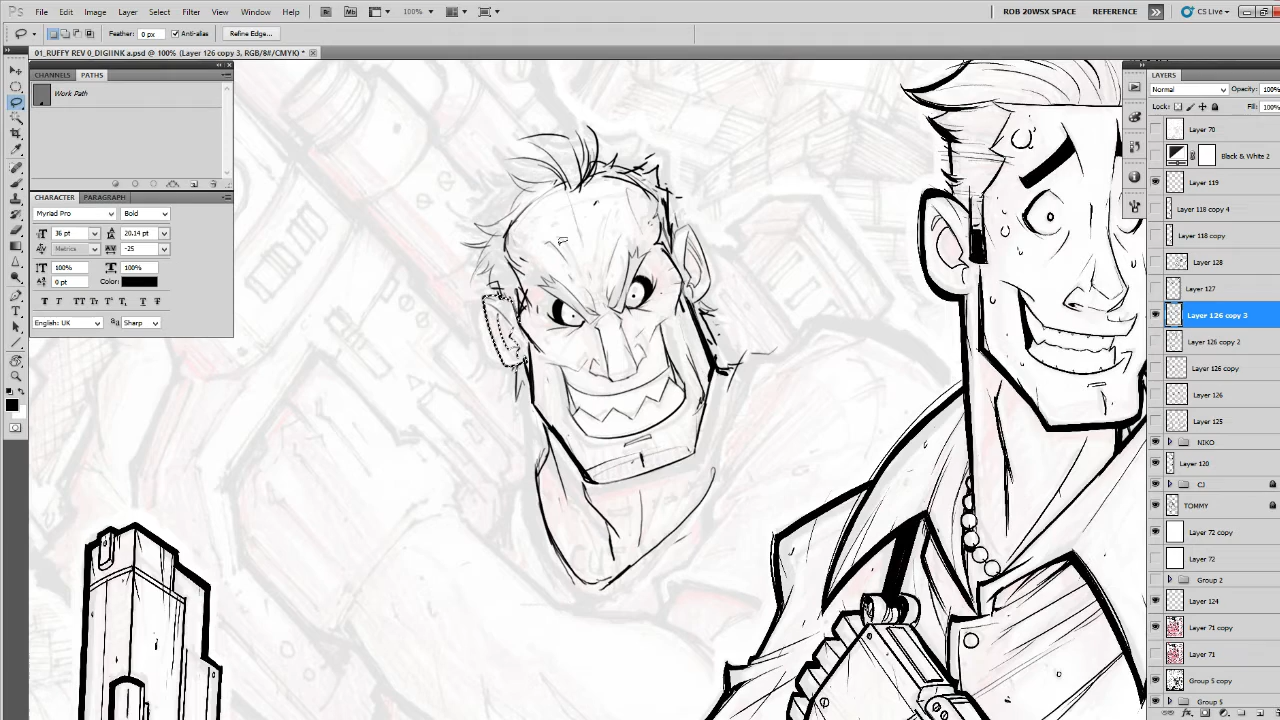 Ps File Edit Image Layer Select Filter View Window Help Br Mb 100% ROB 20WSX SPACE REFERENCE CS Live
Feather: 0 px Anti-alias Refine Edge...
01_RUFFY REV 0_DIGIINK a.psd @ 100% (Layer 126 copy 3, RGB/8#/CMYK) *
CHANNELS PATHS
Work Path
CHARACTER PARAGRAPH
Myriad Pro Bold
36 pt 20,14 pt
Metrics -25
100% 100%
0 pt Color:
T T TT Tr T' T, T T
English: UK aa Sharp
LAYERS
Normal Opacity: 100%
Lock: Fill: 100%
Layer 70
Black & White 2
Layer 119
Layer 118 copy 4
Layer 118 copy
Layer 128
Layer 127
Layer 126 copy 3
Layer 126 copy 2
Layer 126 copy
Layer 126
Layer 125
NIKO
Layer 120
CJ
TOMMY
Layer 72 copy
Layer 72
Group 2
Layer 124
Layer 71 copy
Layer 71
Group 5 copy
Group 5